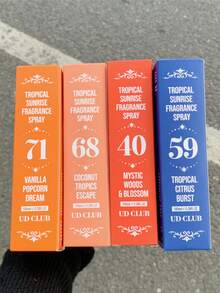 TROPICAL
SUNRISE
FRAGRANCE
SPRAY
71
VANILLA
POPCORN
DREAM
UD CLUB
TROPICAL
SUNRISE
FRAGRANCE
SPRAY
68
COCONUT
TROPICS
ESCAPE
UD CLUB
TROPICAL
SUNRISE
FRAGRANCE
SPRAY
40
MYSTIC
WOODS
& BLOSSOM
UD CLUB
TROPICAL
SUNRISE
FRAGRANCE
SPRAY
59
TROPICAL
CITRUS
BURST
UD CLUB